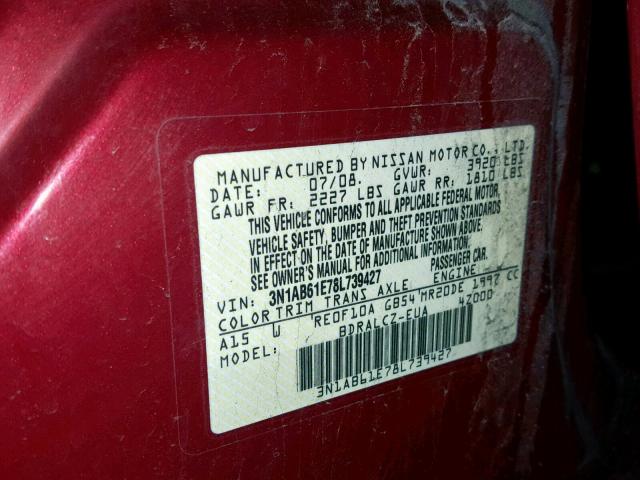 MANUFACTURED BY NISSAN MOTOR CO., LTD.
DATE: 07/08. GVWR: 3920 LBS
GAWR FR: 2227 LBS GAWR RR: 1810 LBS
THIS VEHICLE CONFORMS TO ALL APPLICABLE FEDERAL MOTOR
VEHICLE SAFETY, BUMPER AND THEFT PREVENTION STANDARDS
IN EFFECT ON THE DATE OF MANUFACTURE SHOWN ABOVE.
SEE OWNER'S MANUAL FOR ADDITIONAL INFORMATION.
VIN: 3N1AB61E78L739427 PASSENGER CAR.
COLOR TRIM TRANS AXLE ENGINE
A15 W RE0F10A GB54 MR20DE 1997 CC
MODEL: BDRALCZ-EUA 4Z000
3N1AB61E78L739427